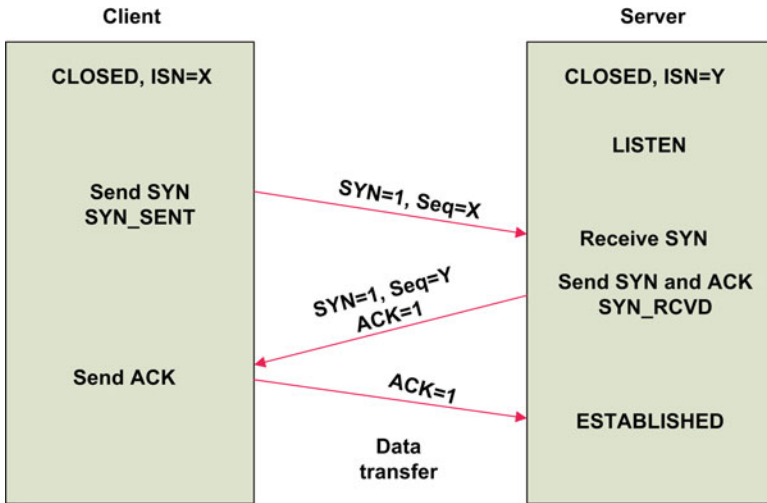 Client
Server
CLOSED, ISN=X
CLOSED, ISN=Y
LISTEN
Send SYN
SYN_SENT
SYN=1, Seq=X
Receive SYN
SYN=1, Seq=Y
ACK=1
Send SYN and ACK
SYN_RCVD
Send ACK
ACK=1
ESTABLISHED
Data
transfer